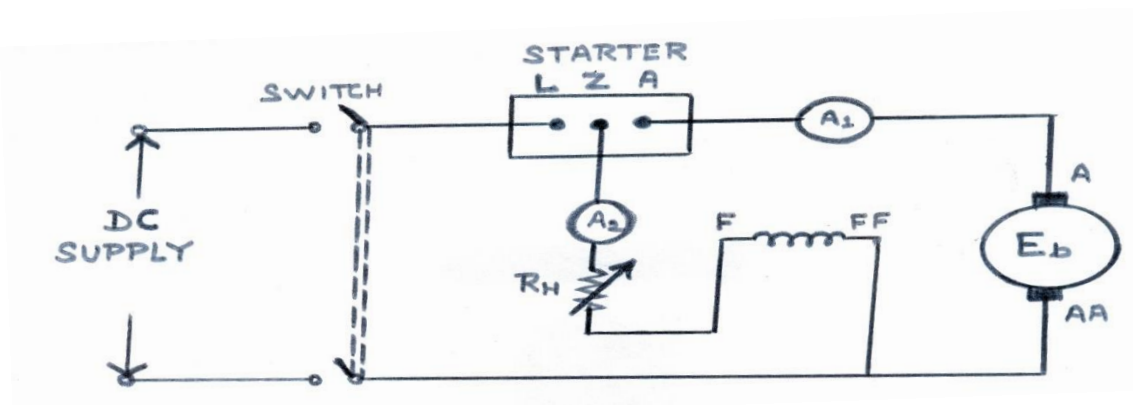 STARTER
L Z A
SWITCH
A1
A
DC
SUPPLY
A2
F FF
Eb
RH
AA